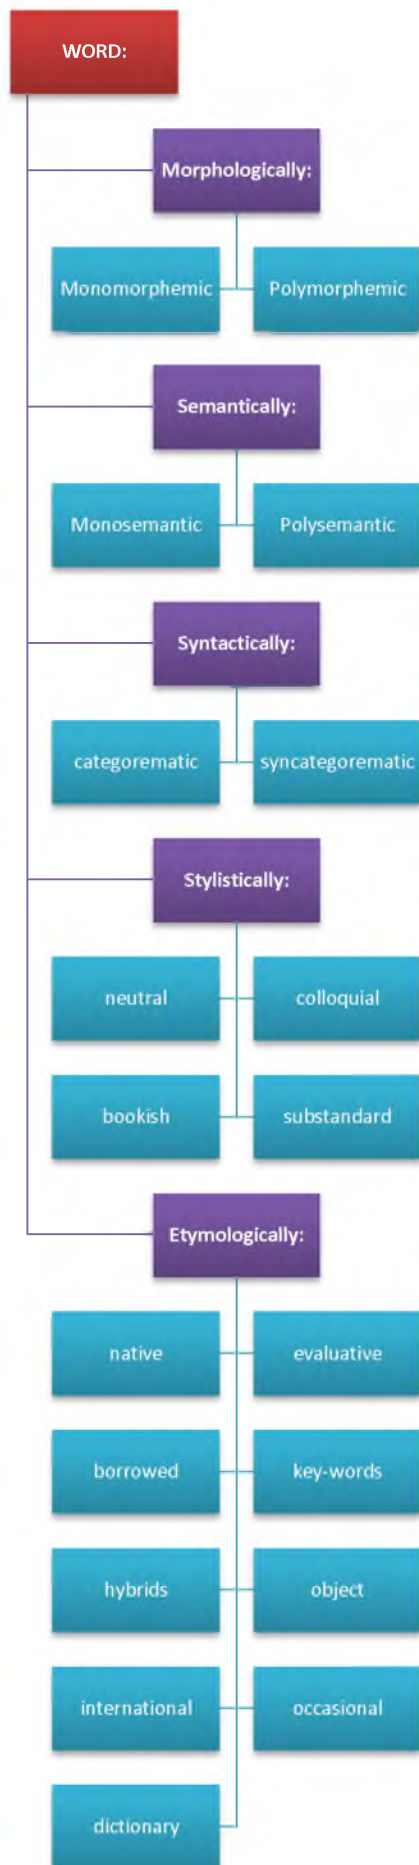 WORD:
Morphologically:
Monomorphemic
Polymorphemic
Semantically:
Monosemantic
Polysemantic
Syntactically:
categorematic
syncategorematic
Stylistically:
neutral
colloquial
bookish
substandard
Etymologically:
native
evaluative
borrowed
key-words
hybrids
object
international
occasional
dictionary